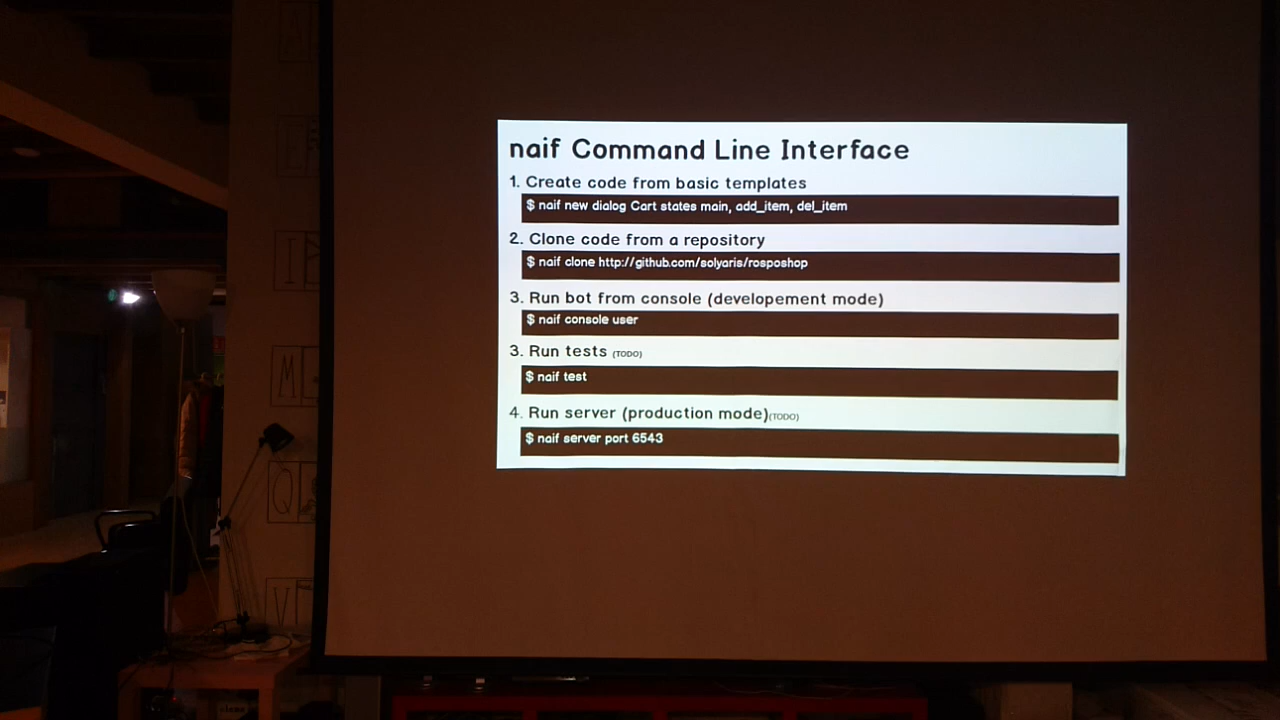 naif Command Line Interface
1. Create code from basic templates
$ naif new dialog Cart states main, add_item, del_item
2. Clone code from a repository
$ naif clone http://github.com/solyaris/rosposhop
3. Run bot from console (developement mode)
$ naif console user
3. Run tests (TODO)
$ naif test
4. Run server (production mode)(TODO)
$ naif server port 6543
I
M
Q
V